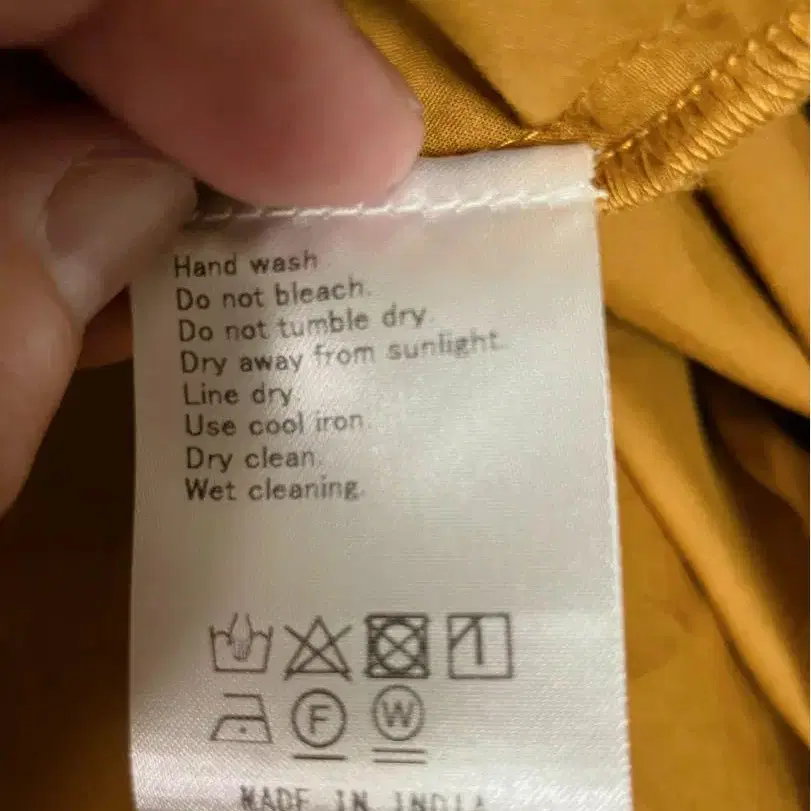 Hand wash.
Do not bleach.
Do not tumble dry.
Dry away from sunlight.
Line dry.
Use cool iron.
Dry clean.
Wet cleaning.
F W
MADE IN INDIA